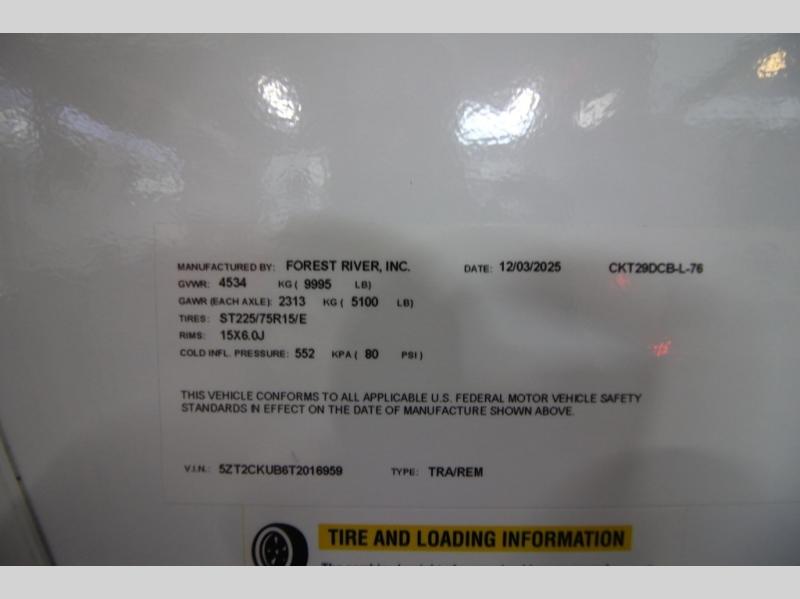 MANUFACTURED BY: FOREST RIVER, INC. DATE: 12/03/2025 CKT29DCB-L-76
GVWR: 4534 KG ( 9995 LB)
GAWR (EACH AXLE): 2313 KG ( 5100 LB)
TIRES: ST225/75R15/E
RIMS: 15X6.0J
COLD INFL. PRESSURE: 552 KPA ( 80 PSI )
THIS VEHICLE CONFORMS TO ALL APPLICABLE U.S. FEDERAL MOTOR VEHICLE SAFETY
STANDARDS IN EFFECT ON THE DATE OF MANUFACTURE SHOWN ABOVE.
V.I.N.: 5ZT2CKUB6T2016959 TYPE: TRA/REM
TIRE AND LOADING INFORMATION